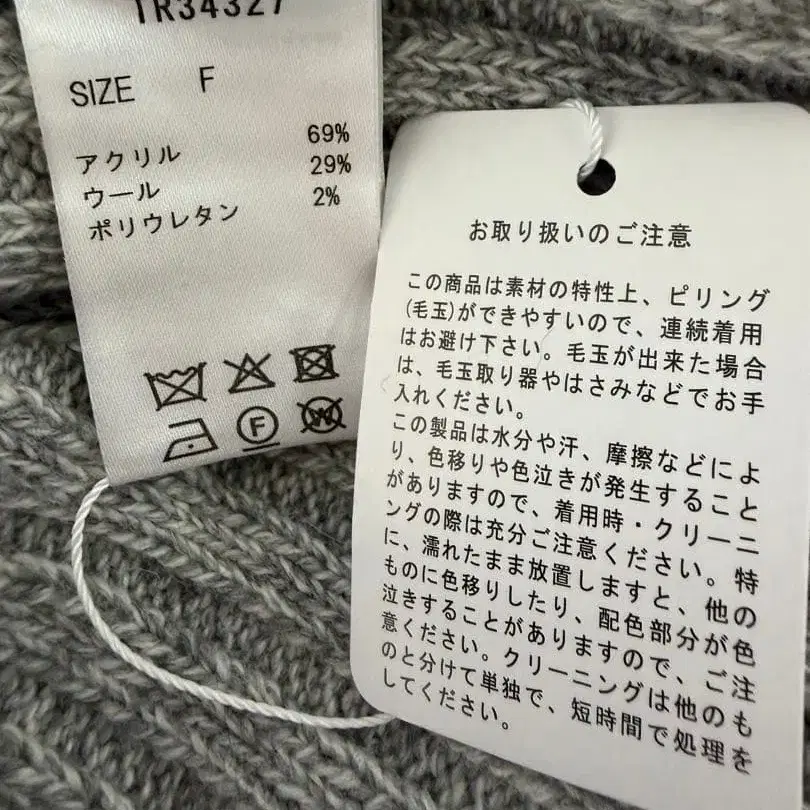 TR34327
SIZE F
アクリル 69%
ウール 29%
ポリウレタン 2%
F
W
お取り扱いのご注意
この商品は素材の特性上、ピリング
(毛玉)ができやすいので、連続着用
はお避け下さい。毛玉が出来た場合
は、毛玉取り器やはさみなどでお手
入れください。
この製品は水分や汗、摩擦などによ
り、色移りや色泣きが発生すること
がありますので、着用時・クリーニ
ングの際は充分ご注意ください。特
に、濡れたまま放置しますと、他の
ものに色移りしたり、配色部分が色
泣きすることがありますので、ご注
意ください。クリーニングは他のも
のと分けて単独で、短時間で処理を
してください。